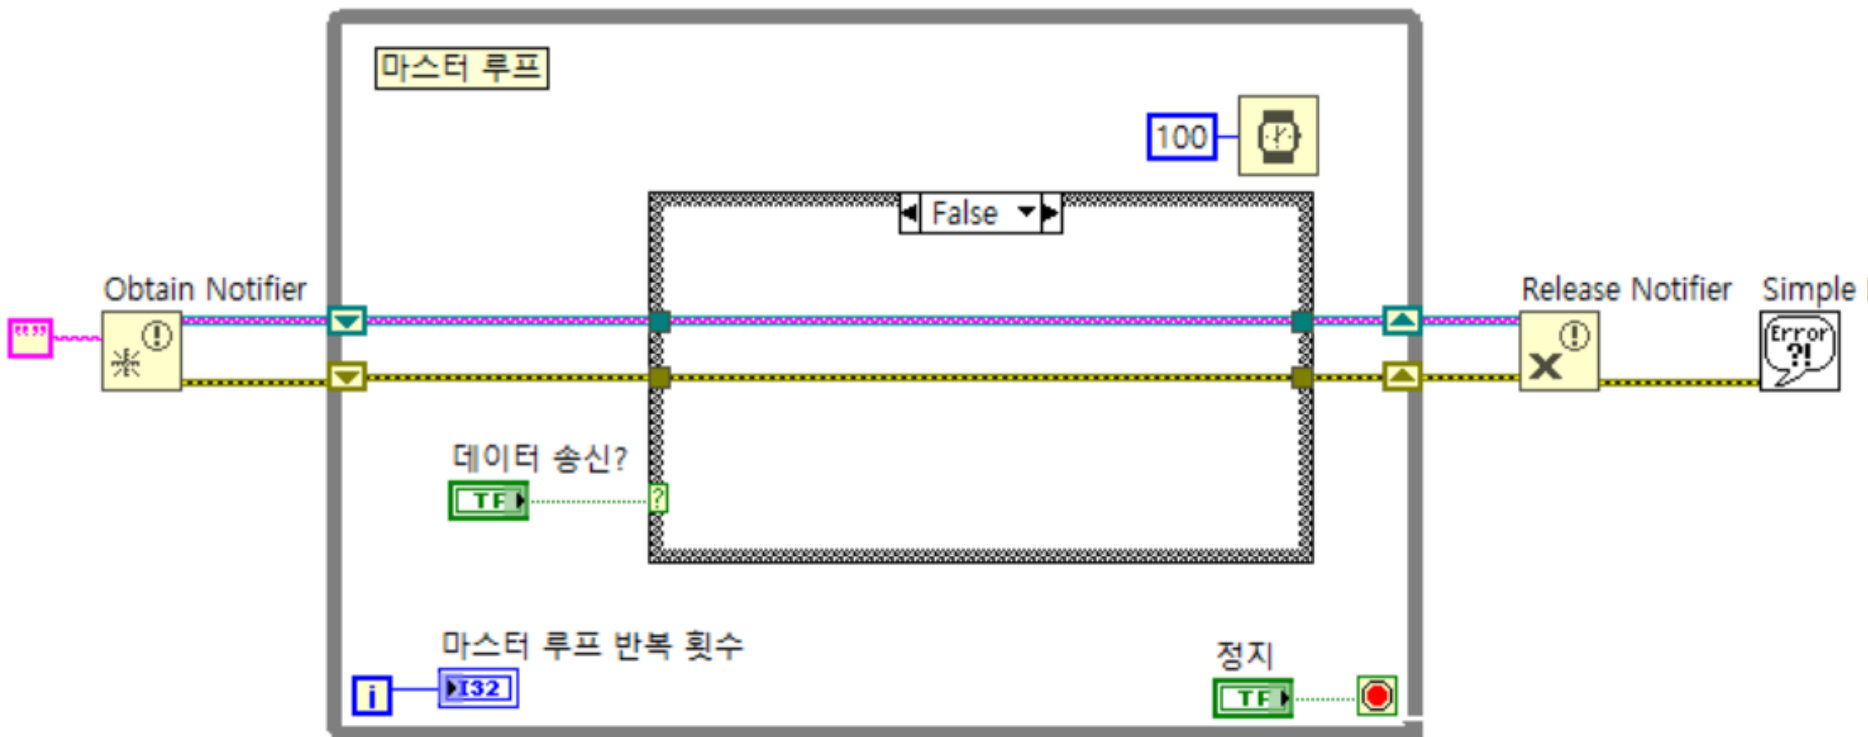 마스터 루프
100
False
Obtain Notifier
Release Notifier
Simple
""
Error
?!
데이터 송신?
TF
?
마스터 루프 반복 횟수
I32
i
정지
TF